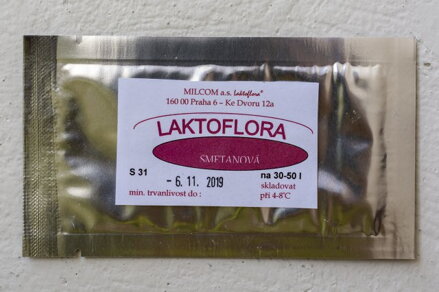 MILCOM a.s. laktoflora®
160 00 Praha 6 – Ke Dvoru 12a
LAKTOFLORA
SMETANOVÁ
S 31
na 30-50 l
- 6. 11. 2019
skladovat
min. trvanlivost do :
při 4-8°C